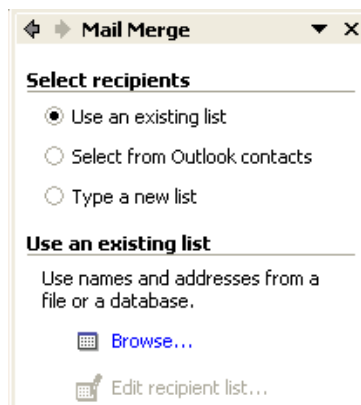 Mail Merge
Select recipients
Use an existing list
Select from Outlook contacts
Type a new list
Use an existing list
Use names and addresses from a
file or a database.
Browse...
Edit recipient list...